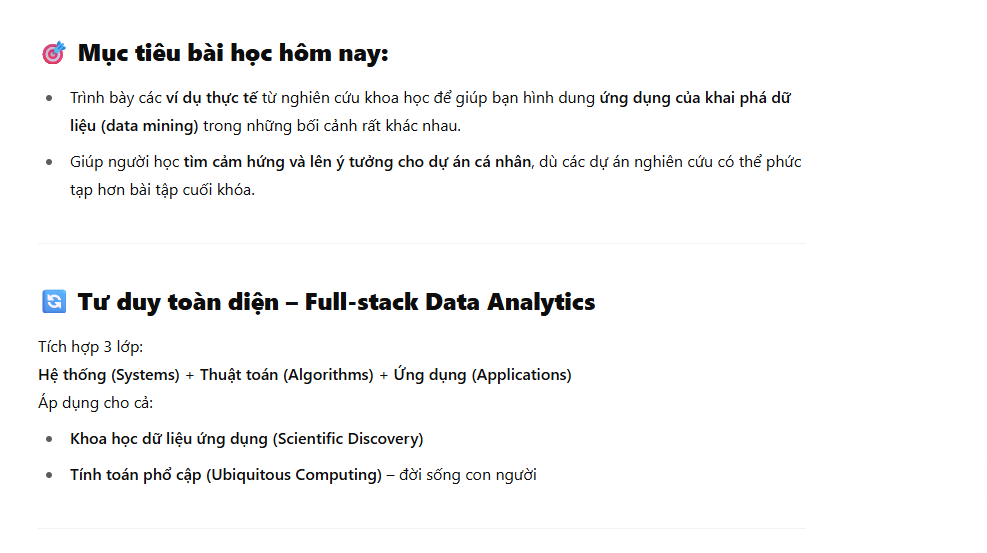 🎯 Mục tiêu bài học hôm nay:
• Trình bày các ví dụ thực tế từ nghiên cứu khoa học để giúp bạn hình dung ứng dụng của khai phá dữ
liệu (data mining) trong những bối cảnh rất khác nhau.
• Giúp người học tìm cảm hứng và lên ý tưởng cho dự án cá nhân, dù các dự án nghiên cứu có thể phức
tạp hơn bài tập cuối khóa.
🔄 Tư duy toàn diện – Full-stack Data Analytics
Tích hợp 3 lớp:
Hệ thống (Systems) + Thuật toán (Algorithms) + Ứng dụng (Applications)
Áp dụng cho cả:
• Khoa học dữ liệu ứng dụng (Scientific Discovery)
• Tính toán phổ cập (Ubiquitous Computing) – đời sống con người